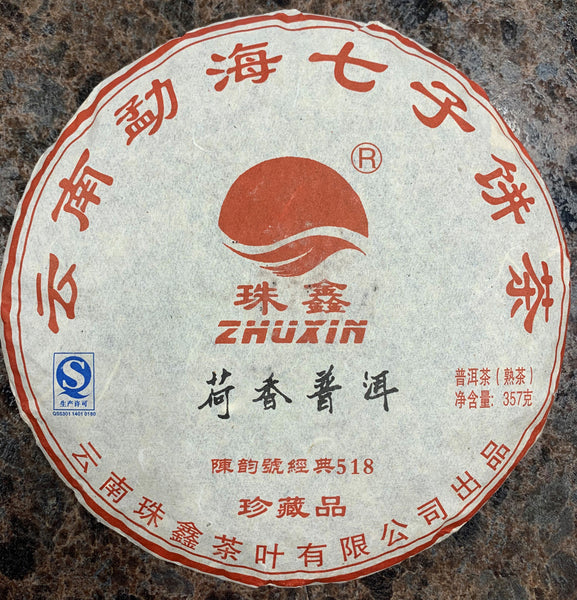 云南勐海七子饼茶
®
珠鑫
ZHUXIN
荷香普洱
普洱茶（熟茶）
净含量：357克
生产许可
QS5301 1401 0180
陳韵號經典518
珍藏品
云南珠鑫茶叶有限公司出品